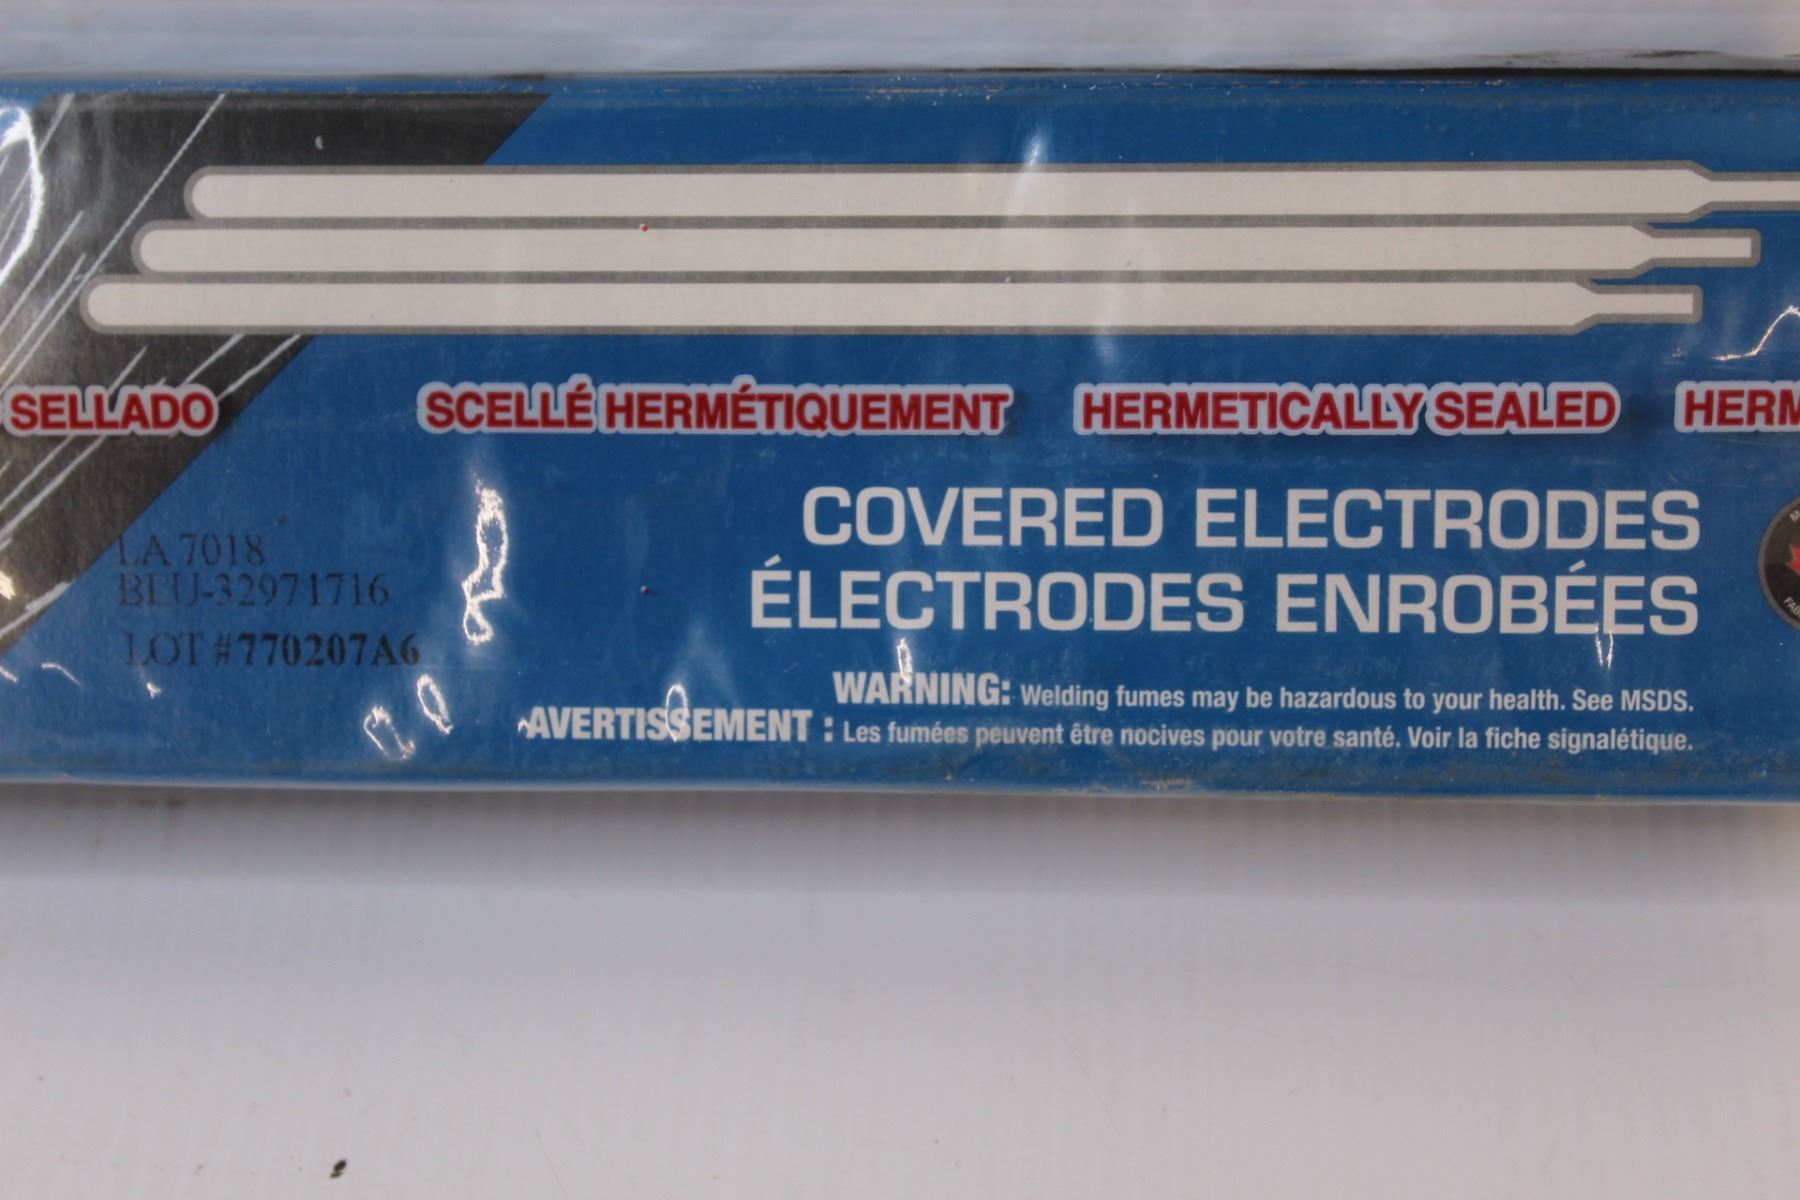 SELLADO SCELLÉ HERMÉTIQUEMENT HERMETICALLY SEALED HERM
COVERED ELECTRODES
ÉLECTRODES ENROBÉES
LA 7018
BLU-32971716
LOT #770207A6
WARNING: Welding fumes may be hazardous to your health. See MSDS.
AVERTISSEMENT : Les fumées peuvent être nocives pour votre santé. Voir la fiche signalétique.